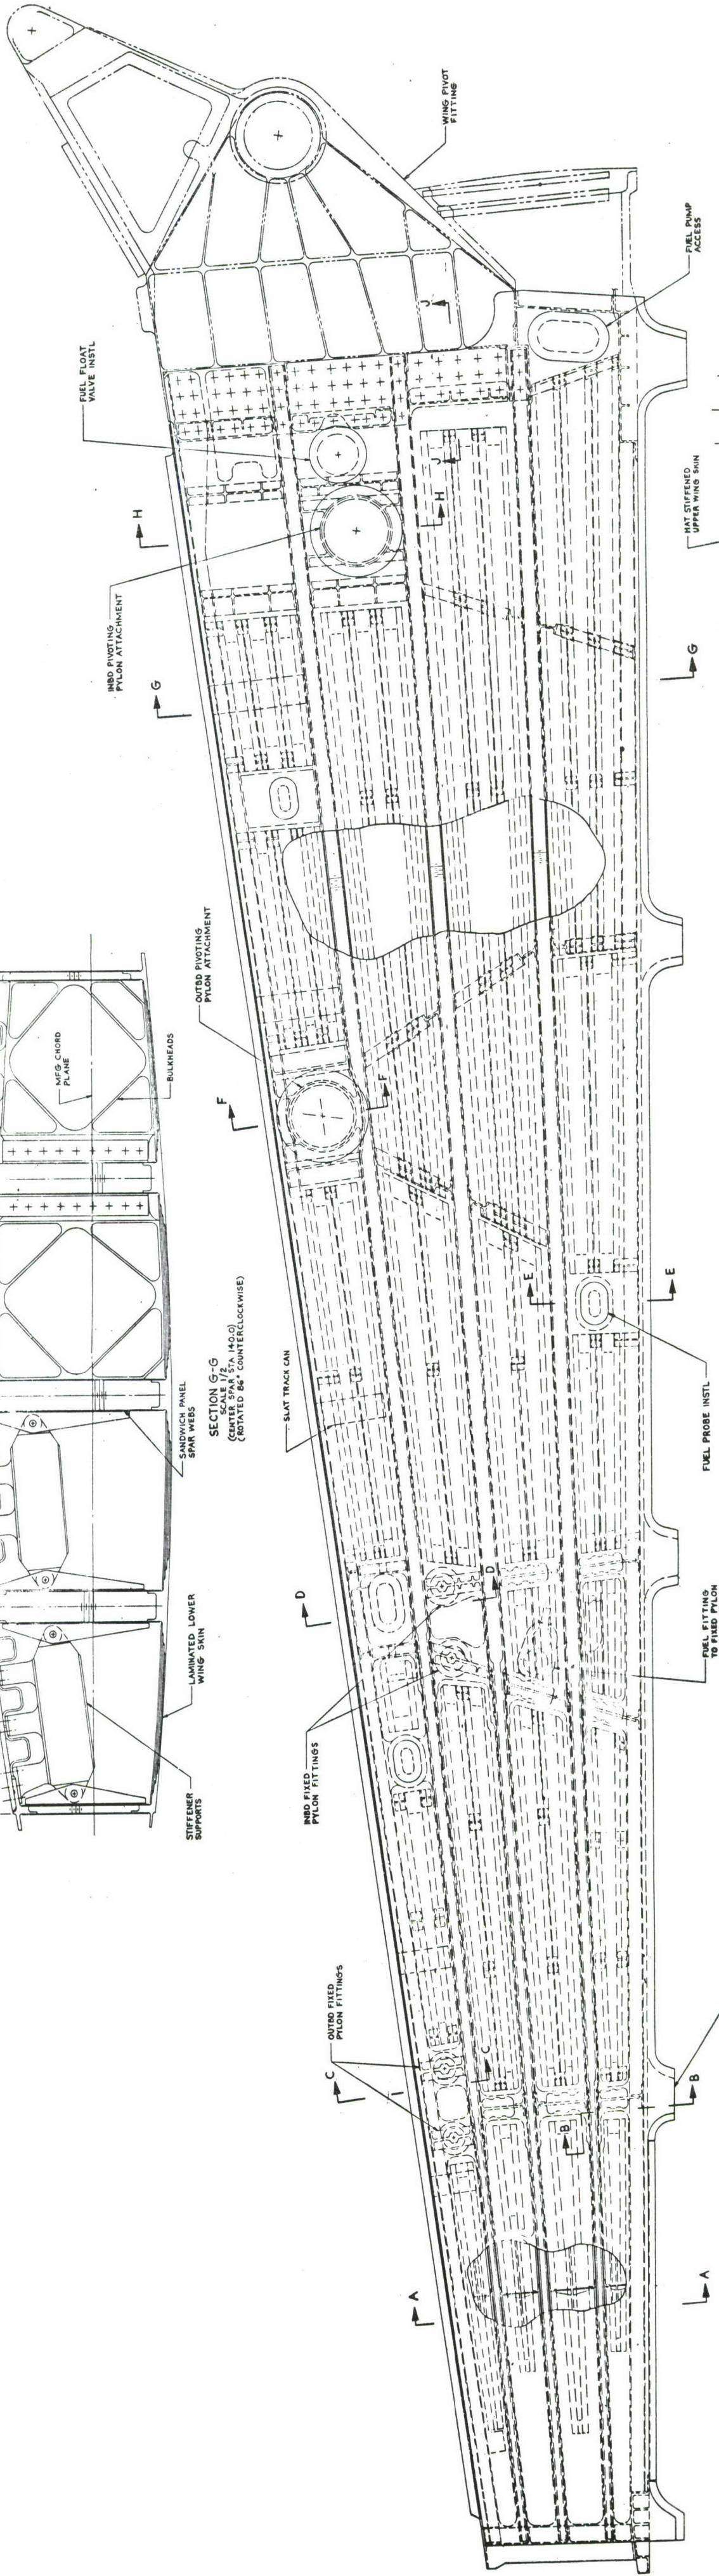 WING PIVOT
FITTING
FUEL PUMP
ACCESS
FUEL FLOAT
VALVE INSTL
J
J
H
H
HAT STIFFENED
UPPER WING SKIN
INBD PIVOTING
PYLON ATTACHMENT
G
G
OUTBD PIVOTING
PYLON ATTACHMENT
MFG CHORD
PLANE
BULKHEADS
F
F
SECTION G-G
SCALE 1/2
(CENTER SPAR STA 140.0)
(ROTATED 86° COUNTERCLOCKWISE)
E
E
SLAT TRACK CAN
SANDWICH PANEL
SPAR WEBS
FUEL PROBE INSTL
D
D
LAMINATED LOWER
WING SKIN
FUEL FITTING
TO FIXED PYLON
STIFFENER
SUPPORTS
INBD FIXED
PYLON FITTINGS
OUTBD FIXED
PYLON FITTINGS
C
C
B
B
A
A